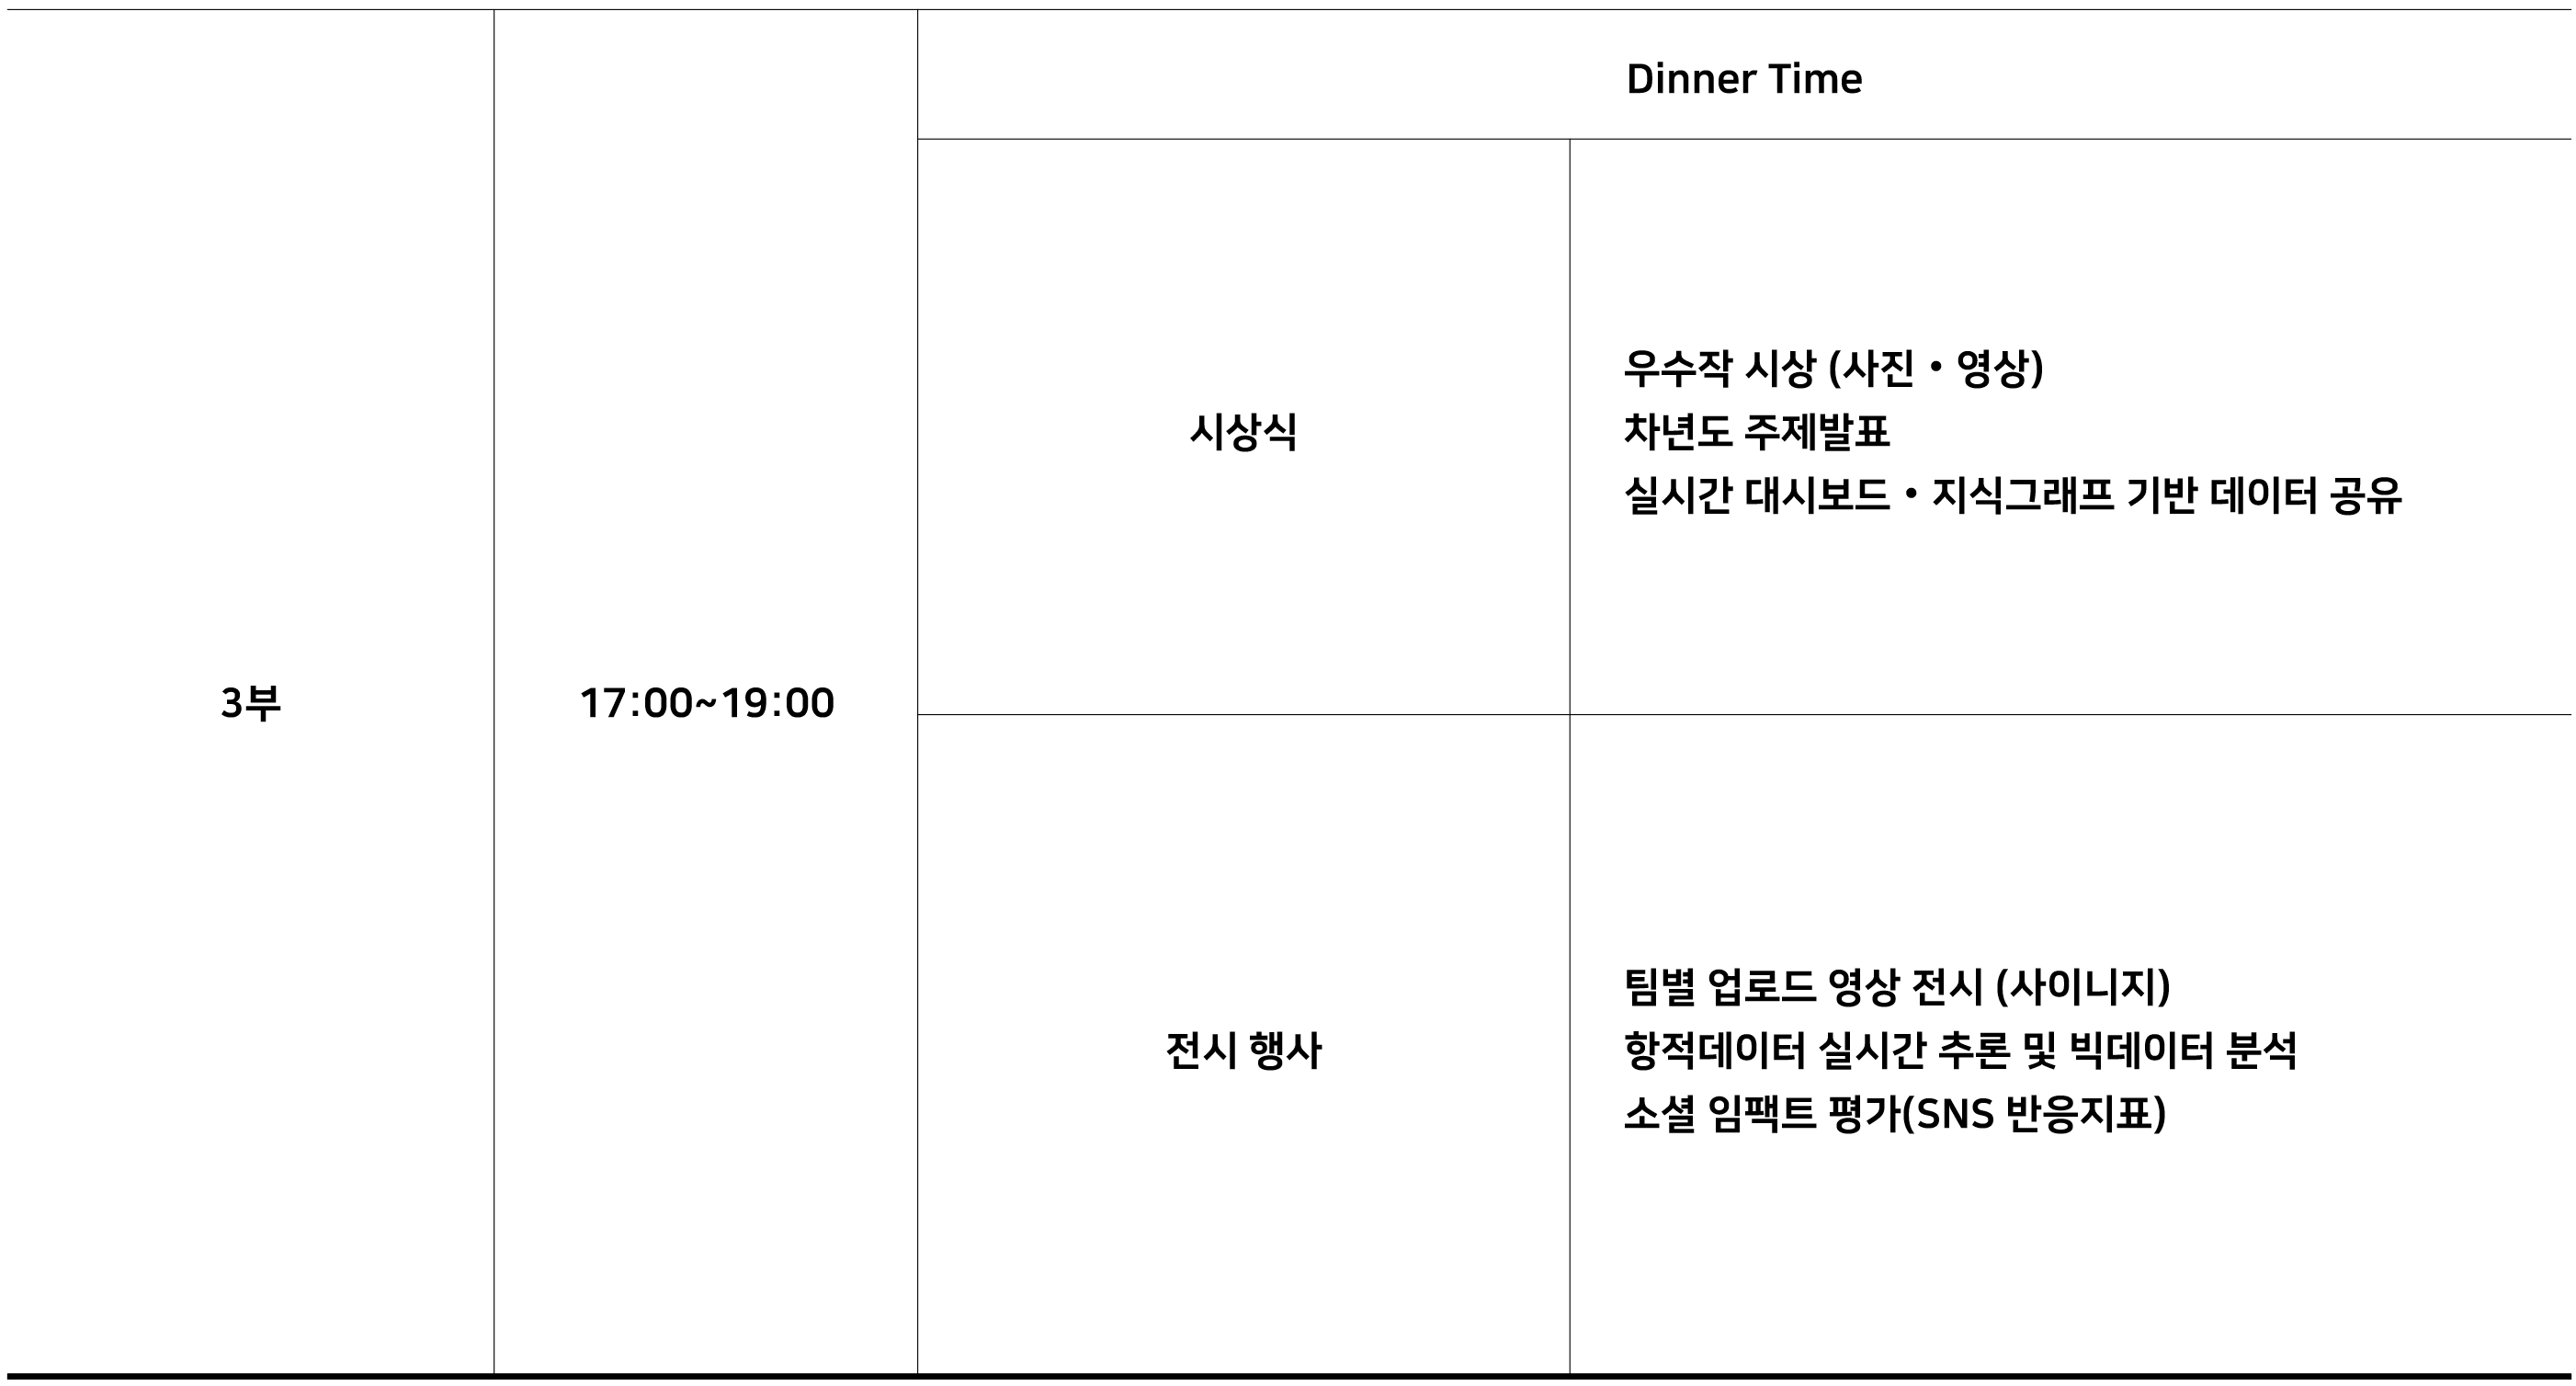 Dinner Time
3부
17:00~19:00
시상식
우수작 시상 (사진・영상)
차년도 주제발표
실시간 대시보드・지식그래프 기반 데이터 공유
전시 행사
팀별 업로드 영상 전시 (사이니지)
항적데이터 실시간 추론 및 빅데이터 분석
소셜 임팩트 평가(SNS 반응지표)